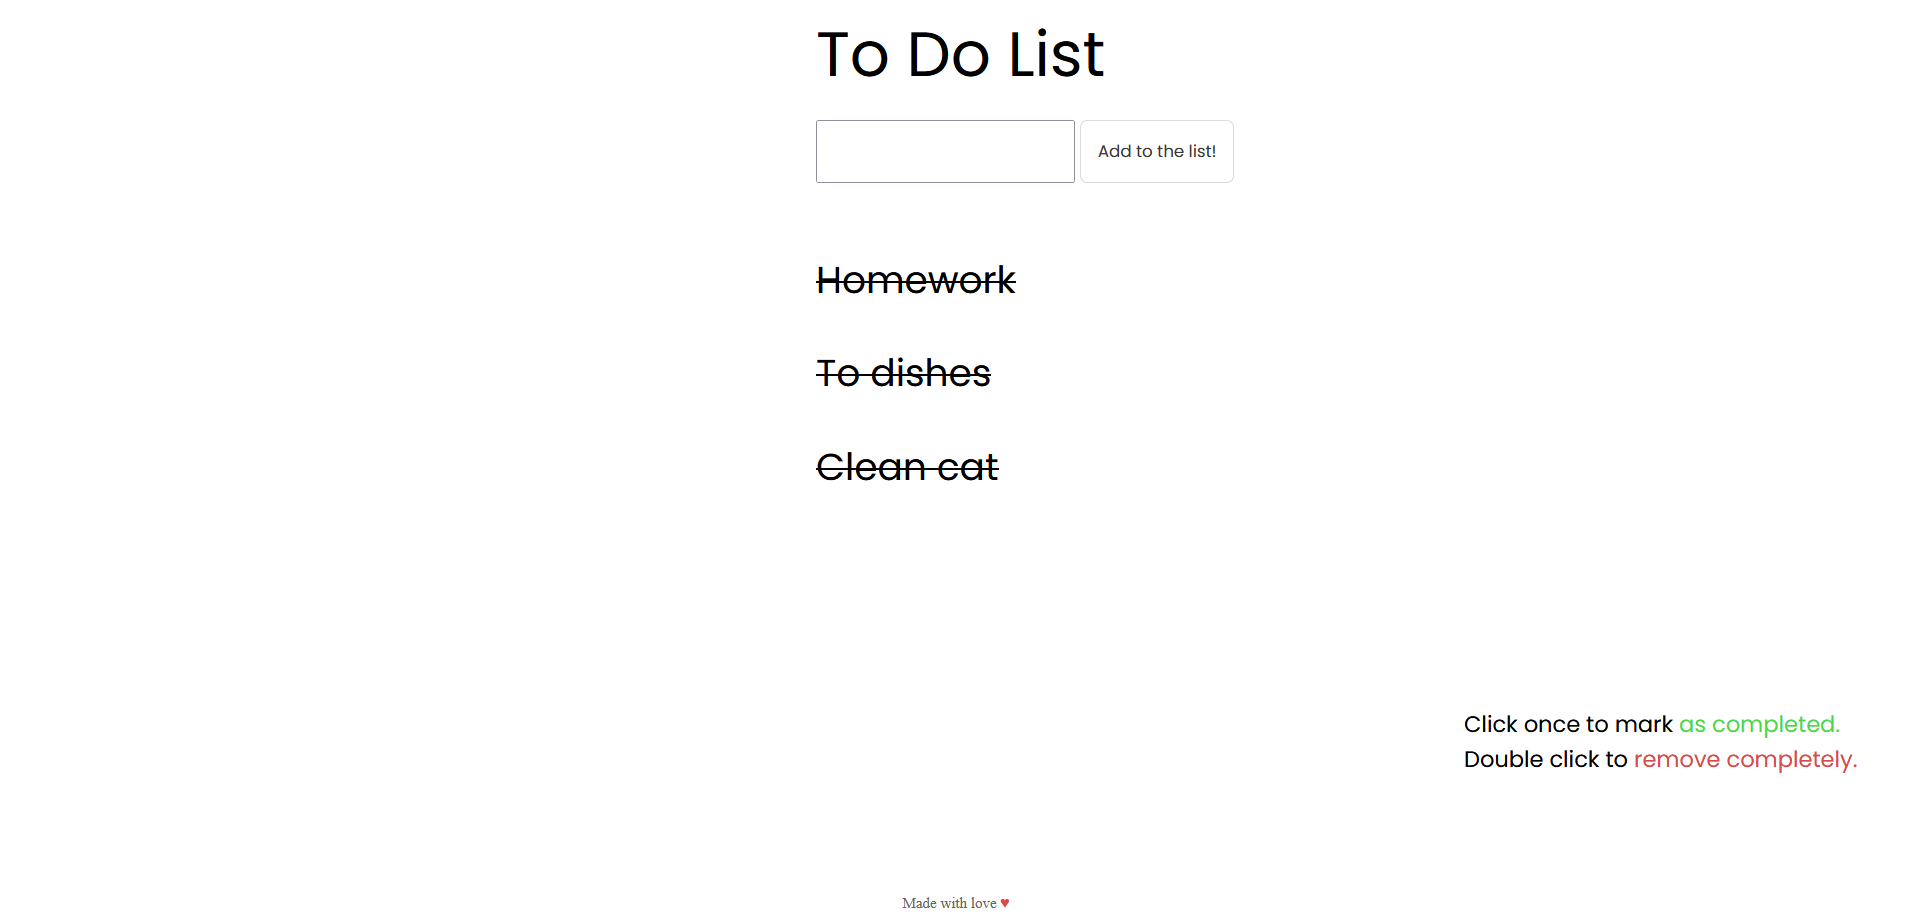 To Do List
Add to the list!
Homework
To dishes
Clean cat
Click once to mark as completed.
Double click to remove completely.
Made with love ♥